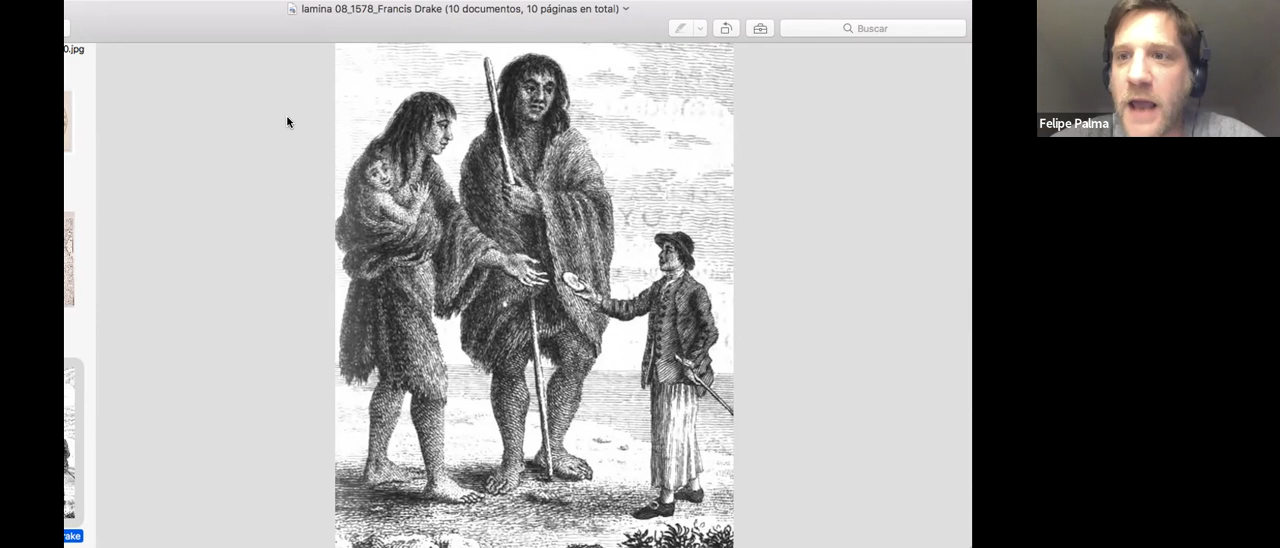 lamina 08_1578_Francis Drake (10 documentos, 10 páginas en total)
Buscar
0.jpg
Felipe Palma
rake